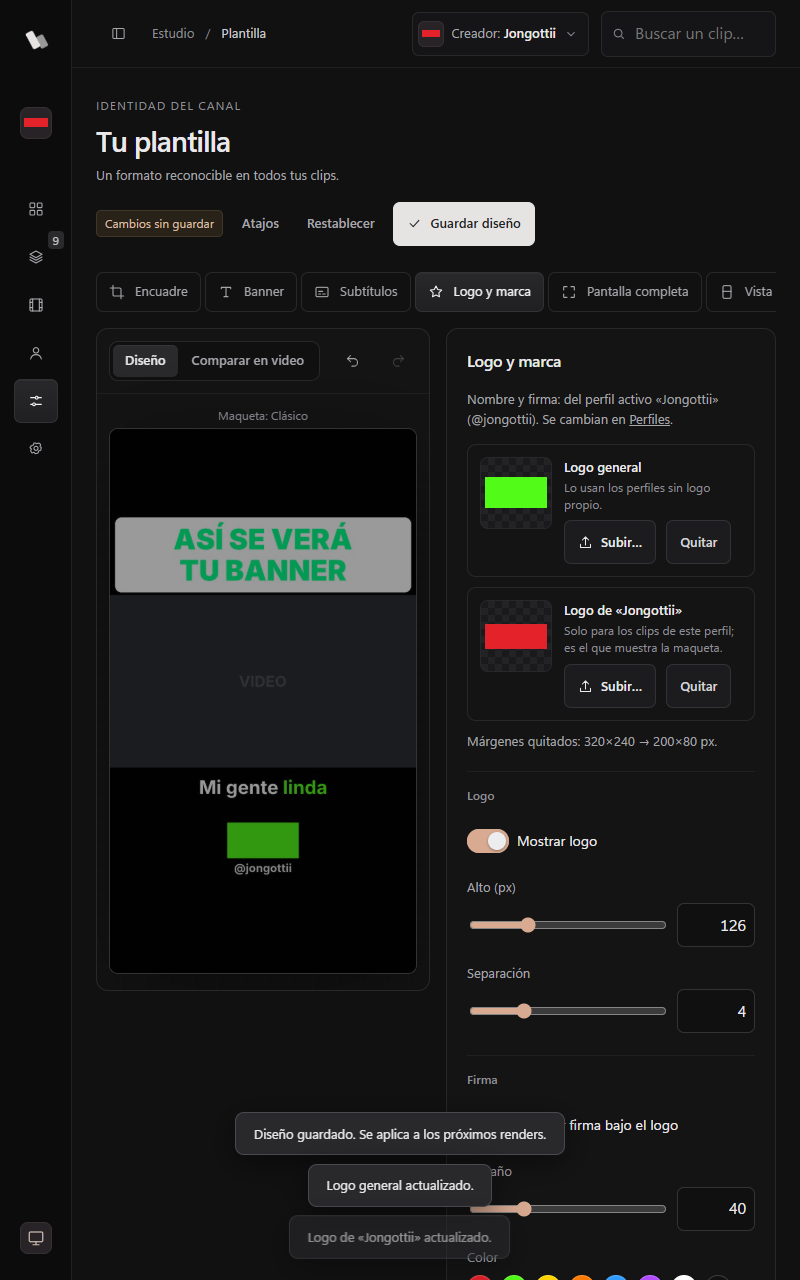 Estudio / Plantilla
Creador: Jongottii
Buscar un clip...
IDENTIDAD DEL CANAL
Tu plantilla
Un formato reconocible en todos tus clips.
Cambios sin guardar
Atajos
Restablecer
Guardar diseño
9
Encuadre
Banner
Subtítulos
Logo y marca
Pantalla completa
Vista
Diseño
Comparar en video
Maqueta: Clásico
ASÍ SE VERÁ
TU BANNER
VIDEO
Mi gente linda
@jongottii
Logo y marca
Nombre y firma: del perfil activo «Jongottii»
(@jongottii). Se cambian en Perfiles.
Logo general
Lo usan los perfiles sin logo
propio.
Subir...
Quitar
Logo de «Jongottii»
Solo para los clips de este perfil;
es el que muestra la maqueta.
Subir...
Quitar
Márgenes quitados: 320×240 → 200×80 px.
Logo
Mostrar logo
Alto (px)
126
Separación
4
Firma
firma bajo el logo
año
40
Color
Diseño guardado. Se aplica a los próximos renders.
Logo general actualizado.
Logo de «Jongottii» actualizado.